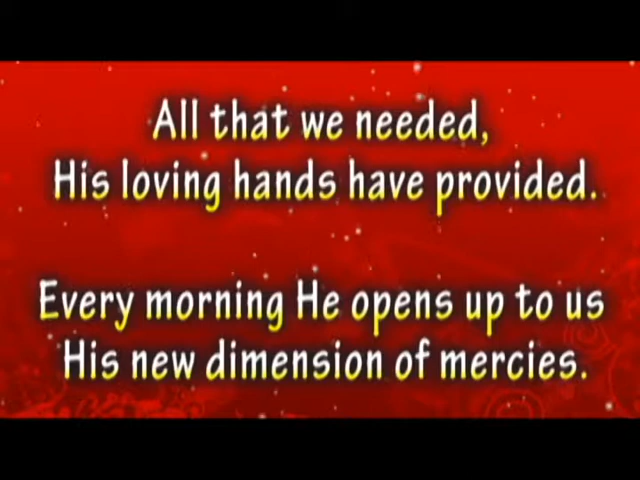 All that we needed,
His loving hands have provided.
Every morning He opens up to us
His new dimension of mercies.